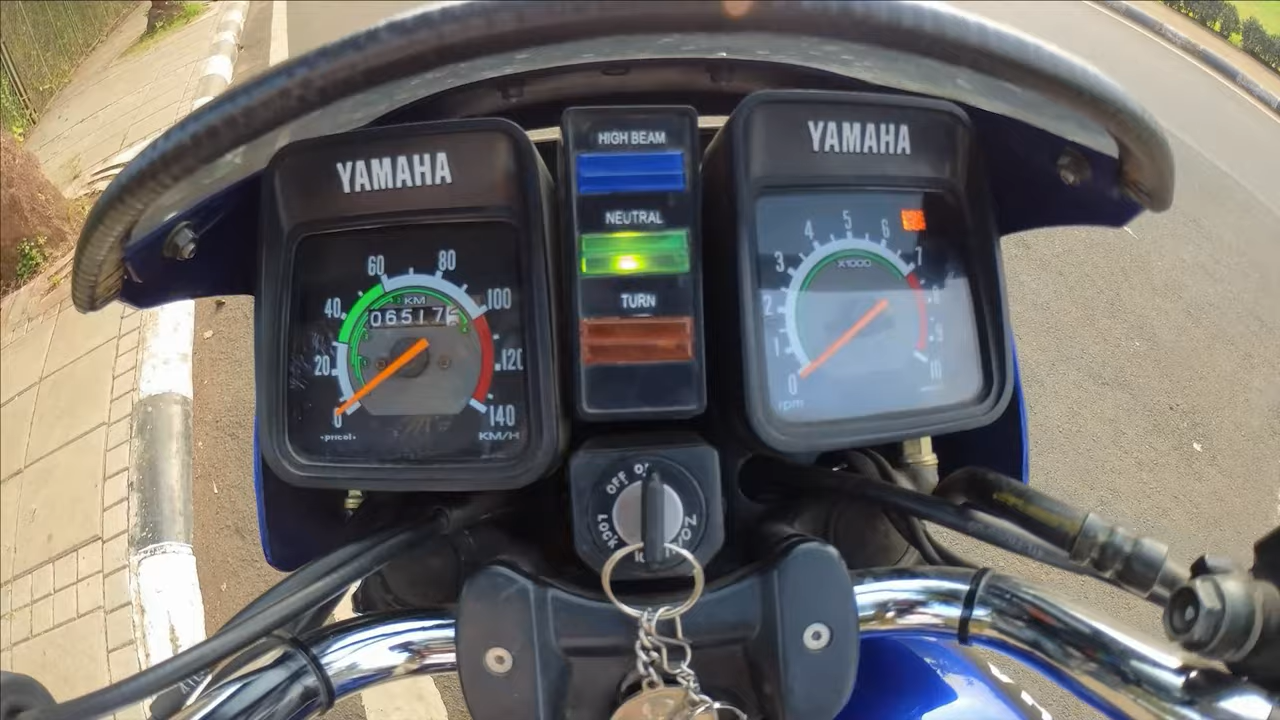 YAMAHA
60 80
40 KM 100
06517
20 120
0 140
-pricol-
KM/H
HIGH BEAM
NEUTRAL
TURN
YAMAHA
5
4 6
3 X1000 7
2 8
1 9
0 10
rpm
OFF
LOCK